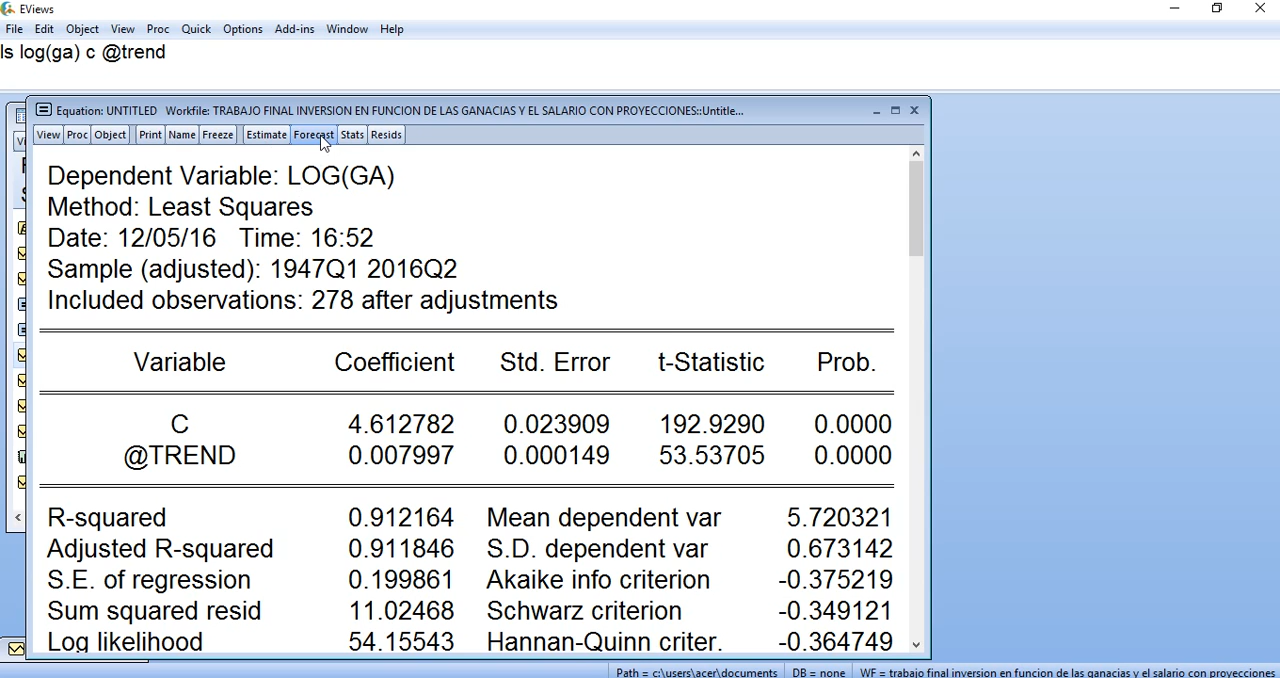 EViews
File Edit Object View Proc Quick Options Add-ins Window Help
ls log(ga) c @trend
Equation: UNTITLED Workfile: TRABAJO FINAL INVERSION EN FUNCION DE LAS GANACIAS Y EL SALARIO CON PROYECCIONES::Untitle...
View Proc Object Print Name Freeze Estimate Forecast Stats Resids
Dependent Variable: LOG(GA)
Method: Least Squares
Date: 12/05/16 Time: 16:52
Sample (adjusted): 1947Q1 2016Q2
Included observations: 278 after adjustments
Variable Coefficient Std. Error t-Statistic Prob.
C 4.612782 0.023909 192.9290 0.0000
@TREND 0.007997 0.000149 53.53705 0.0000
R-squared 0.912164 Mean dependent var 5.720321
Adjusted R-squared 0.911846 S.D. dependent var 0.673142
S.E. of regression 0.199861 Akaike info criterion -0.375219
Sum squared resid 11.02468 Schwarz criterion -0.349121
Log likelihood 54.15543 Hannan-Quinn criter. -0.364749
Path = c:\users\acer\documents DB = none WF = trabajo final inversion en funcion de las ganacias y el salario con proyecciones